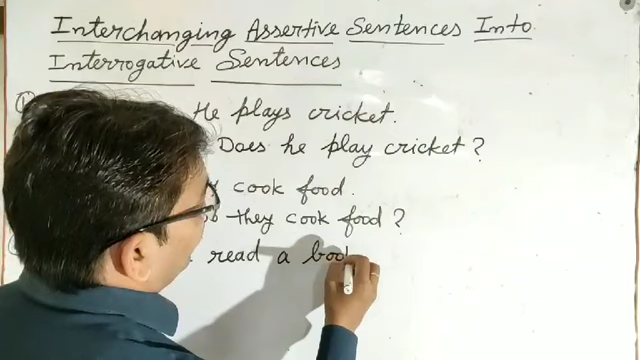 Interchanging Assertive Sentences Into
Interrogative Sentences
He plays cricket.
Does he play cricket?
cook food.
they cook food?
read a